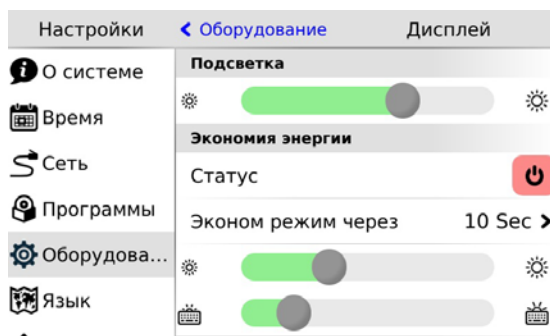 Настройки
Оборудование
Дисплей
О системе
Время
Сеть
Программы
Оборудова...
Язык
Подсветка
Экономия энергии
Статус
Эконом режим через
10 Sec